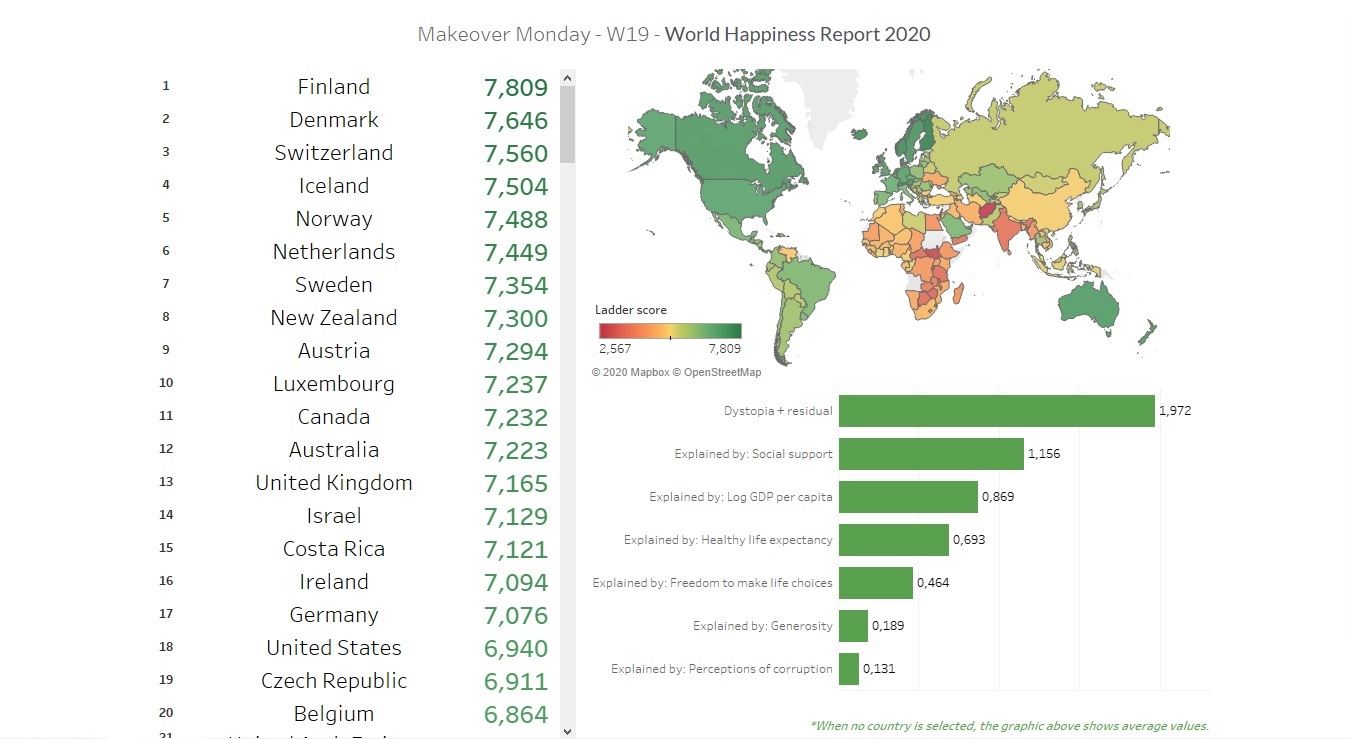 Makeover Monday - W19 - World Happiness Report 2020
1 Finland 7,809
2 Denmark 7,646
3 Switzerland 7,560
4 Iceland 7,504
5 Norway 7,488
6 Netherlands 7,449
7 Sweden 7,354
8 New Zealand 7,300
9 Austria 7,294
10 Luxembourg 7,237
11 Canada 7,232
12 Australia 7,223
13 United Kingdom 7,165
14 Israel 7,129
15 Costa Rica 7,121
16 Ireland 7,094
17 Germany 7,076
18 United States 6,940
19 Czech Republic 6,911
20 Belgium 6,864
21
Ladder score
2,567 7,809
© 2020 Mapbox © OpenStreetMap
Dystopia + residual 1,972
Explained by: Social support 1,156
Explained by: Log GDP per capita 0,869
Explained by: Healthy life expectancy 0,693
Explained by: Freedom to make life choices 0,464
Explained by: Generosity 0,189
Explained by: Perceptions of corruption 0,131
*When no country is selected, the graphic above shows average values.